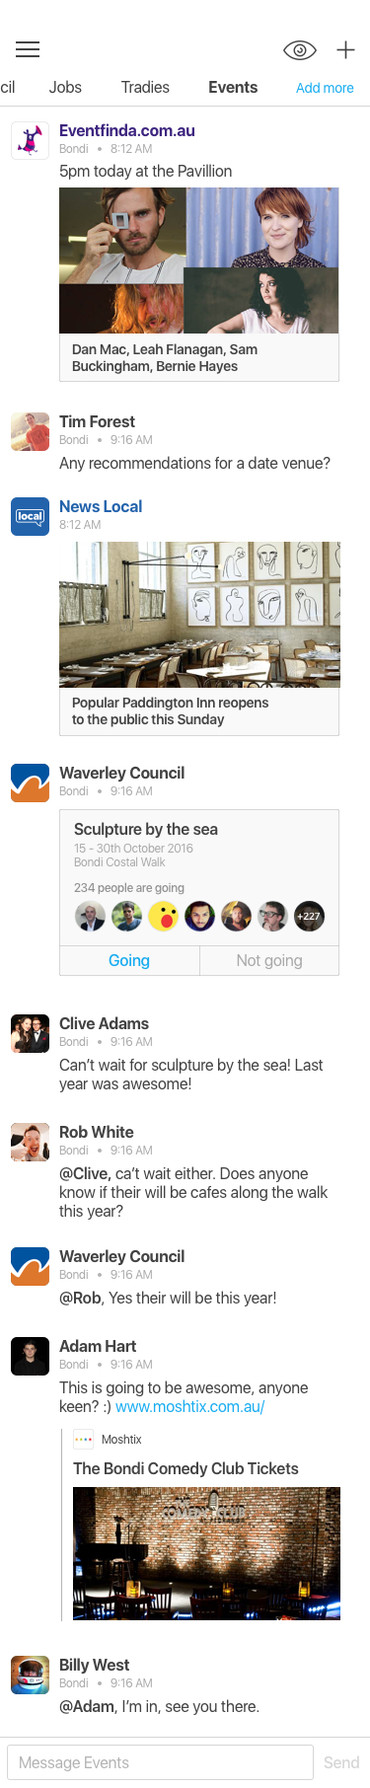 cil Jobs Tradies Events Add more
Eventfinda.com.au
Bondi • 8:12 AM
5pm today at the Pavillion
Dan Mac, Leah Flanagan, Sam
Buckingham, Bernie Hayes
Tim Forest
Bondi • 9:16 AM
Any recommendations for a date venue?
local
News Local
8:12 AM
Popular Paddington Inn reopens
to the public this Sunday
Waverley Council
Bondi • 9:16 AM
Sculpture by the sea
15 - 30th October 2016
Bondi Costal Walk
234 people are going
+227
Going Not going
Clive Adams
Bondi • 9:16 AM
Can't wait for sculpture by the sea! Last
year was awesome!
Rob White
Bondi • 9:16 AM
@Clive, ca't wait either. Does anyone
know if their will be cafes along the walk
this year?
Waverley Council
Bondi • 9:16 AM
@Rob, Yes their will be this year!
Adam Hart
Bondi • 9:16 AM
This is going to be awesome, anyone
keen? :) www.moshtix.com.au/
Moshtix
The Bondi Comedy Club Tickets
COMEDY CLUB
Billy West
Bondi • 9:16 AM
@Adam, I'm in, see you there.
Message Events Send